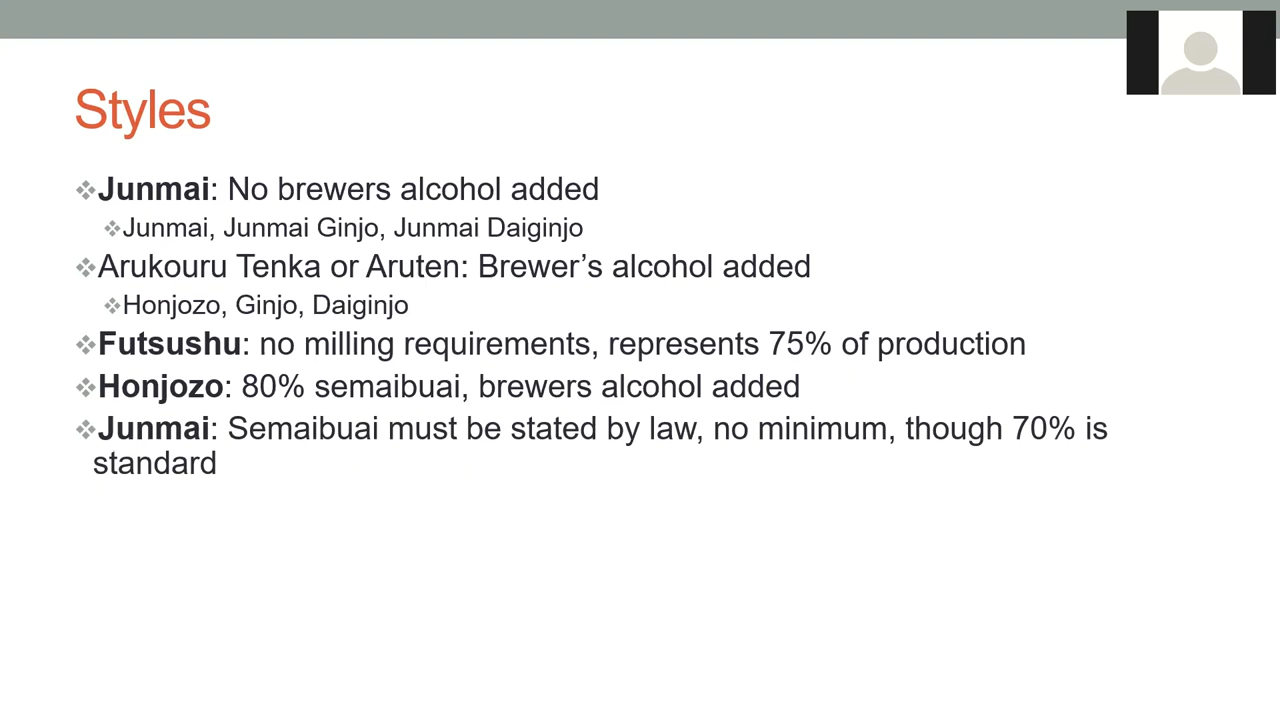 Styles
❖Junmai: No brewers alcohol added
❖Junmai, Junmai Ginjo, Junmai Daiginjo
❖Arukouru Tenka or Aruten: Brewer’s alcohol added
❖Honjozo, Ginjo, Daiginjo
❖Futsushu: no milling requirements, represents 75% of production
❖Honjozo: 80% semaibuai, brewers alcohol added
❖Junmai: Semaibuai must be stated by law, no minimum, though 70% is
standard